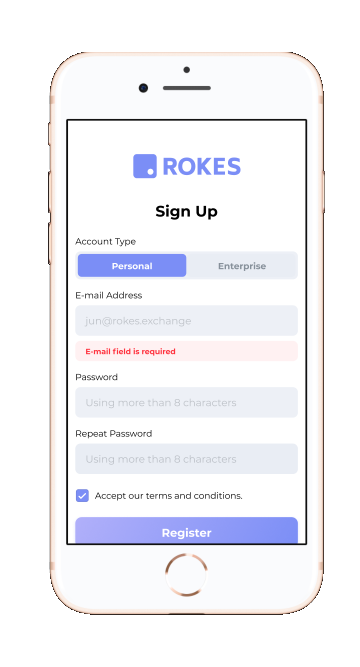 ROKES
Sign Up
Account Type
Personal Enterprise
E-mail Address
jun@rokes.exchange
E-mail field is required
Password
Using more than 8 characters
Repeat Password
Using more than 8 characters
Accept our terms and conditions.
Register